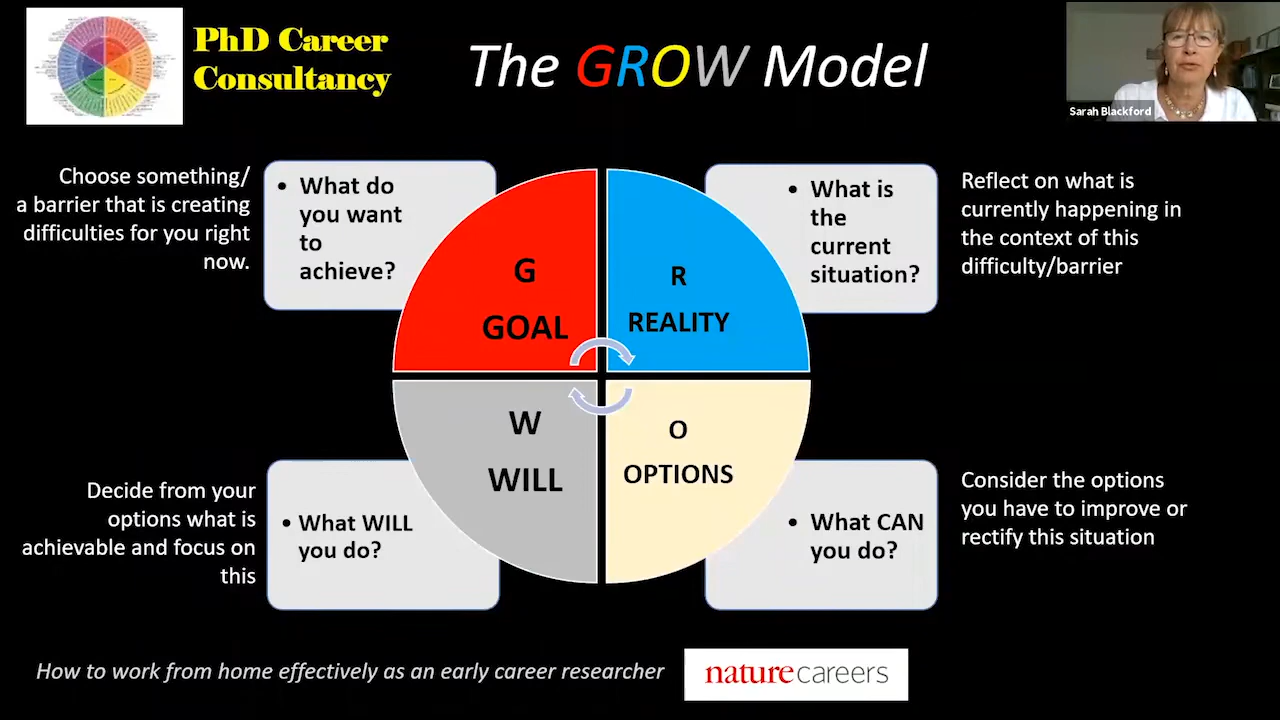 PhD Career
Consultancy
The GROW Model
Sarah Blackford
Choose something/
a barrier that is creating
difficulties for you right
now.
• What do
you want
to
achieve?
G
GOAL
R
REALITY
• What is
the
current
situation?
Reflect on what is
currently happening in
the context of this
difficulty/barrier
Decide from your
options what is
achievable and focus on
this
• What WILL
you do?
W
WILL
O
OPTIONS
• What CAN
you do?
Consider the options
you have to improve or
rectify this situation
How to work from home effectively as an early career researcher
naturecareers